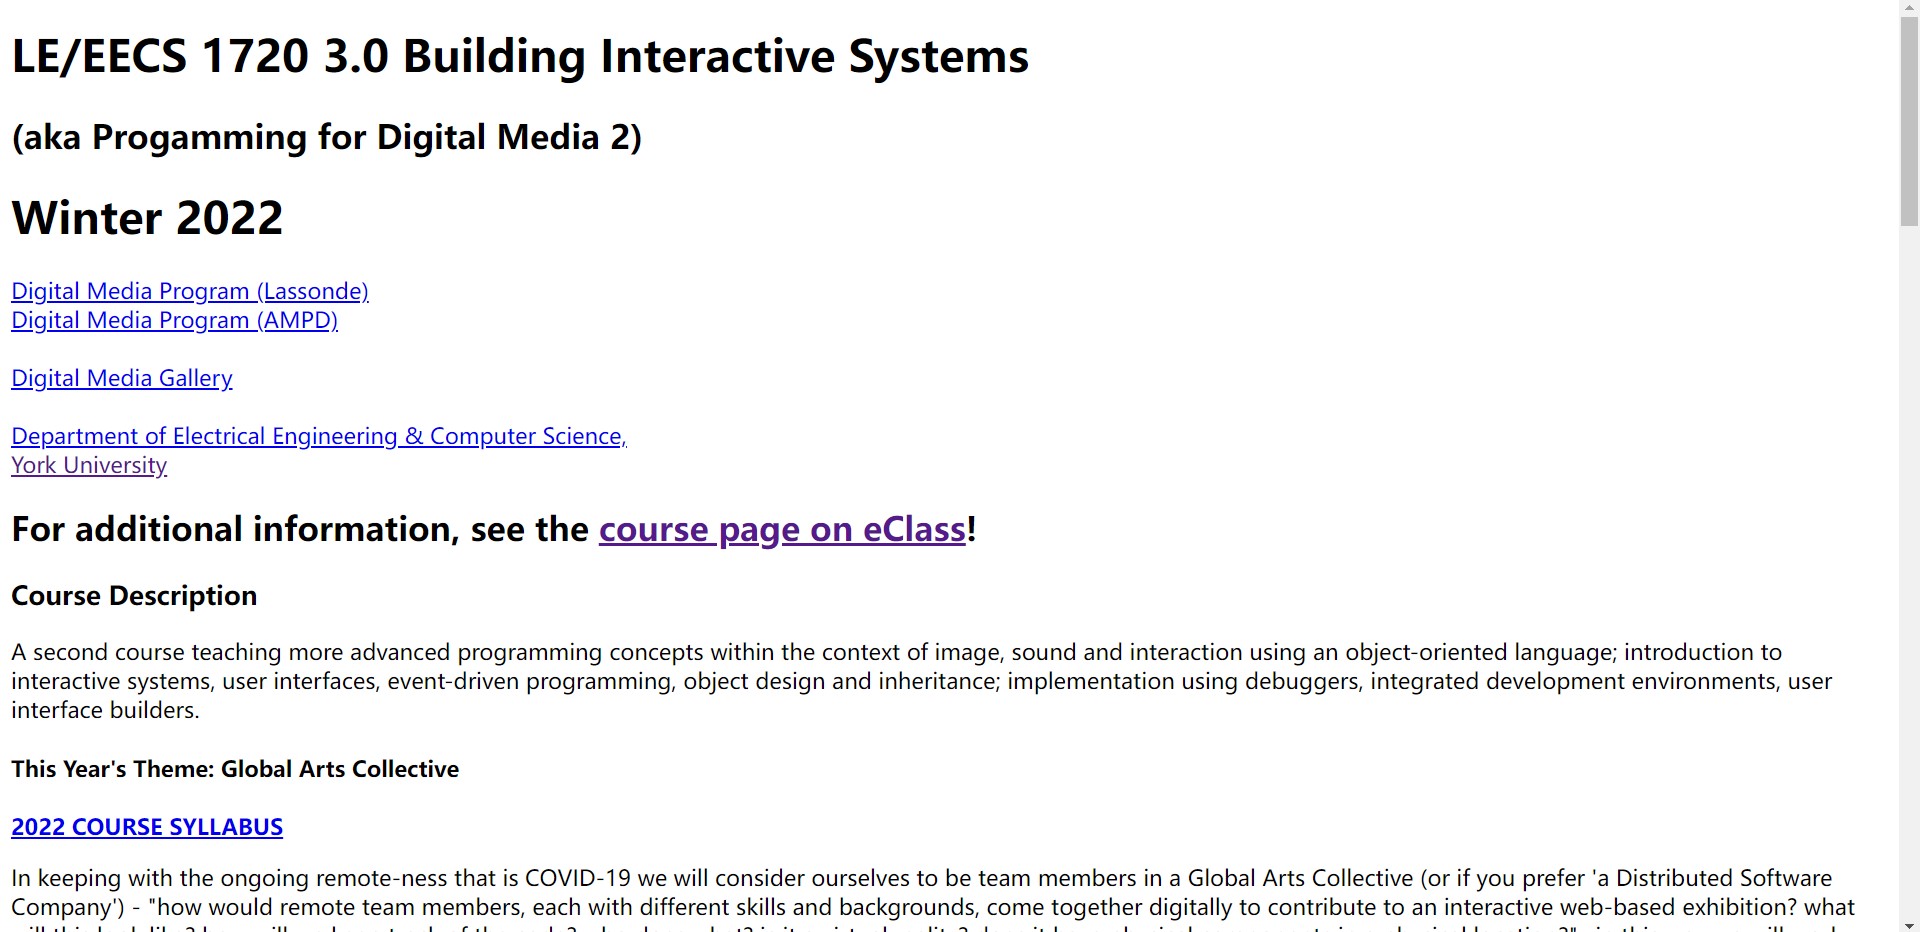 LE/EECS 1720 3.0 Building Interactive Systems
(aka Progamming for Digital Media 2)
Winter 2022
Digital Media Program (Lassonde)
Digital Media Program (AMPD)
Digital Media Gallery
Department of Electrical Engineering & Computer Science,
York University
For additional information, see the course page on eClass!
Course Description
A second course teaching more advanced programming concepts within the context of image, sound and interaction using an object-oriented language; introduction to
interactive systems, user interfaces, event-driven programming, object design and inheritance; implementation using debuggers, integrated development environments, user
interface builders.
This Year's Theme: Global Arts Collective
2022 COURSE SYLLABUS
In keeping with the ongoing remote-ness that is COVID-19 we will consider ourselves to be team members in a Global Arts Collective (or if you prefer 'a Distributed Software
Company') - "how would remote team members, each with different skills and backgrounds, come together digitally to contribute to an interactive web-based exhibition? what